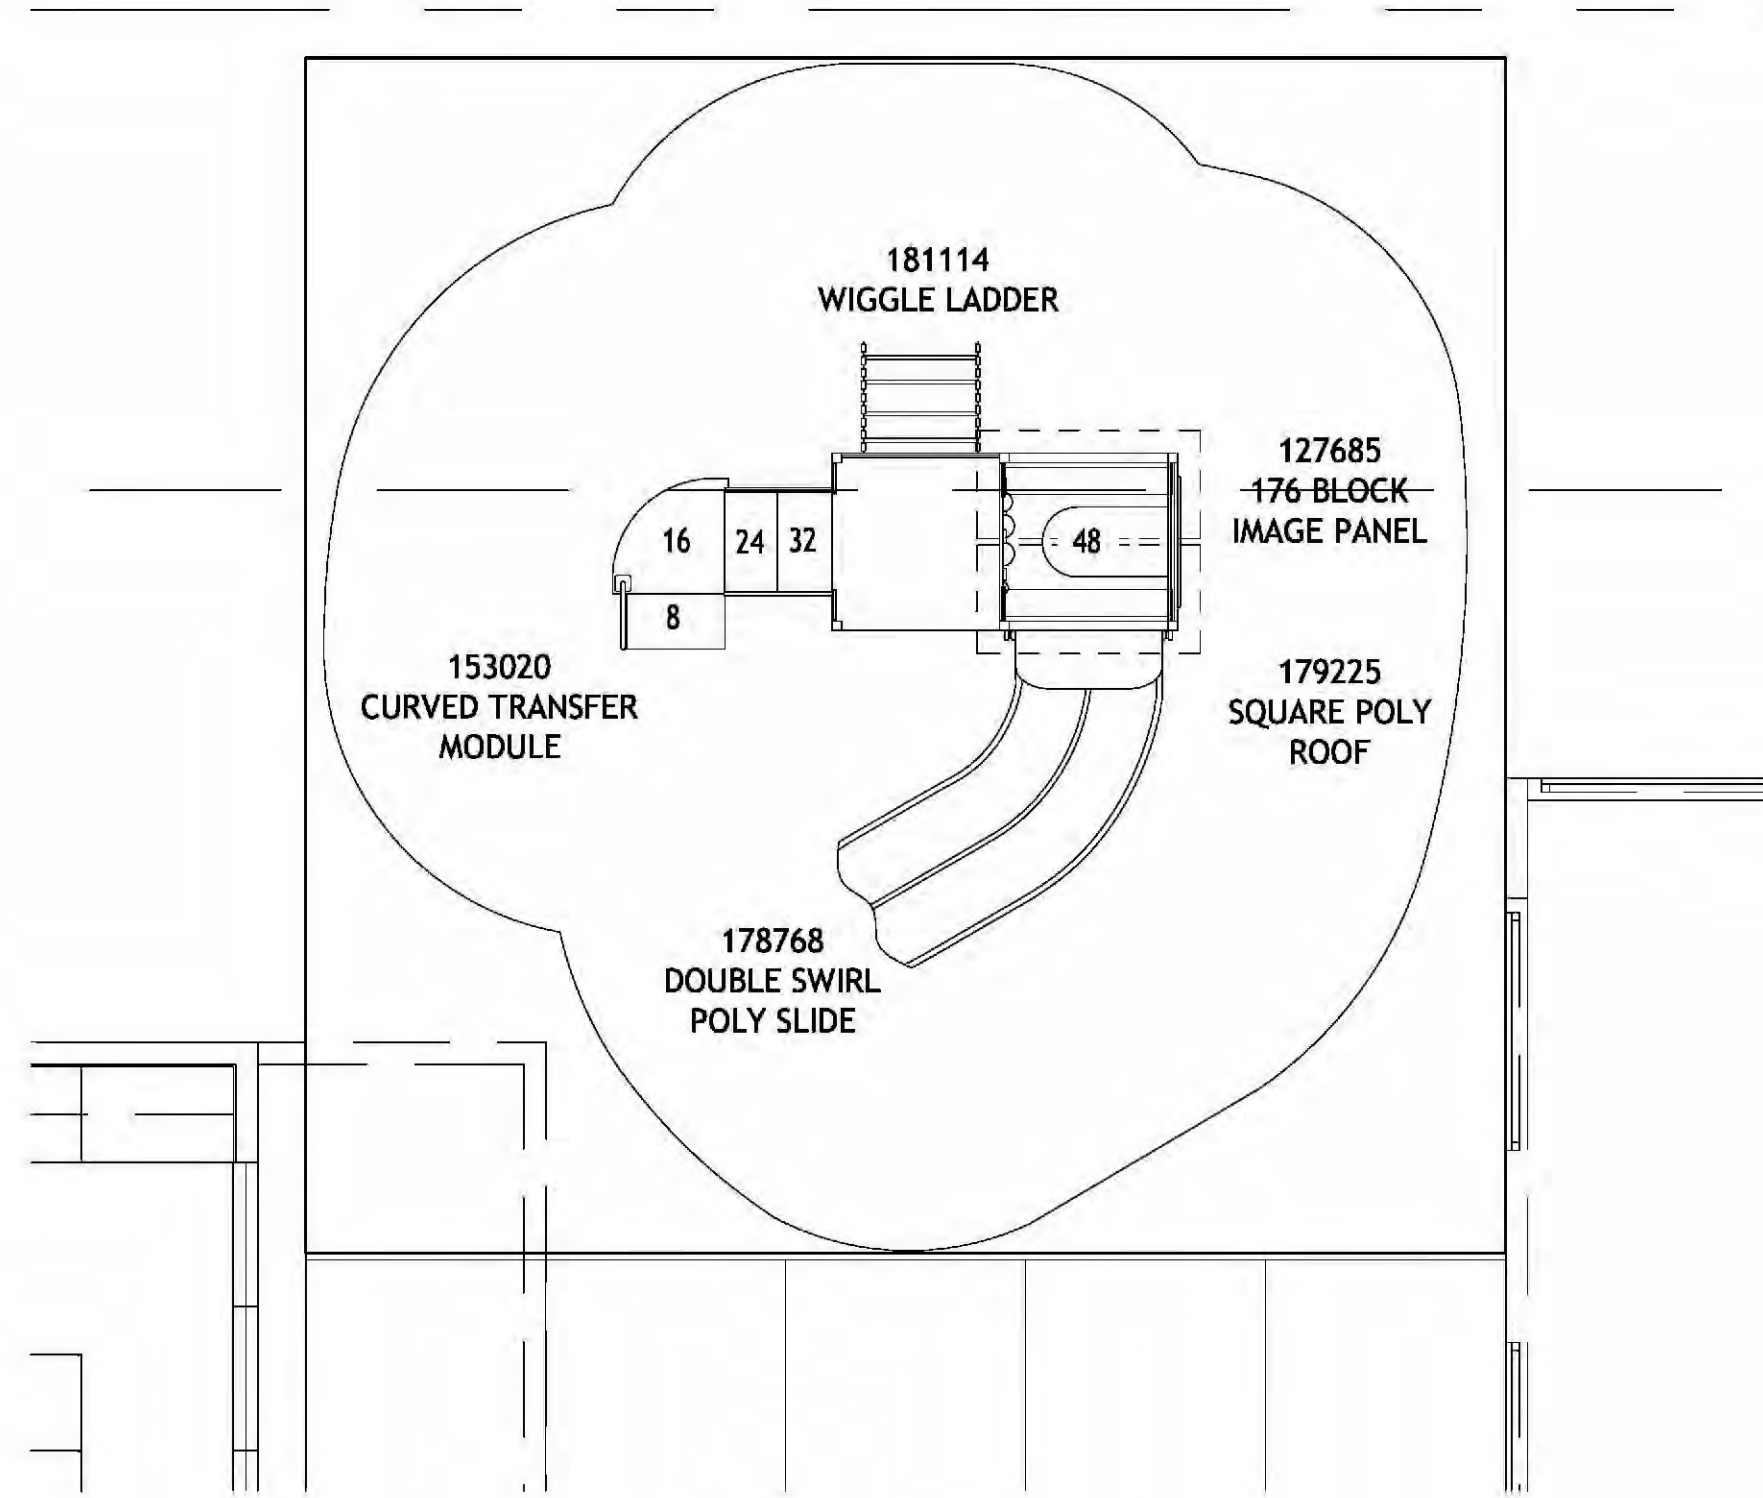 181114
WIGGLE LADDER
127685
176 BLOCK
IMAGE PANEL
16
24
32
48
8
153020
CURVED TRANSFER
MODULE
179225
SQUARE POLY
ROOF
178768
DOUBLE SWIRL
POLY SLIDE